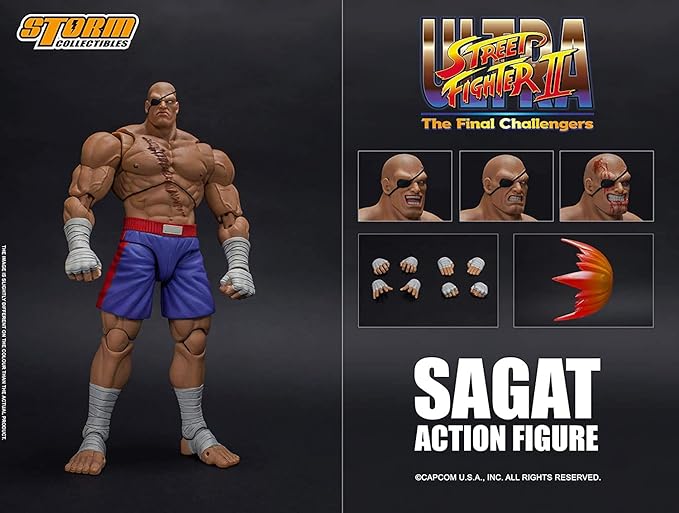 STORM
COLLECTIBLES
THE IMAGE IS SLIGHTLY DIFFERENT ON THE COLOUR THAN THE ACTUAL PRODUCT.
ULTRA
STREET
FIGHTER II
The Final Challengers
SAGAT
ACTION FIGURE
©CAPCOM U.S.A., INC. ALL RIGHTS RESERVED.